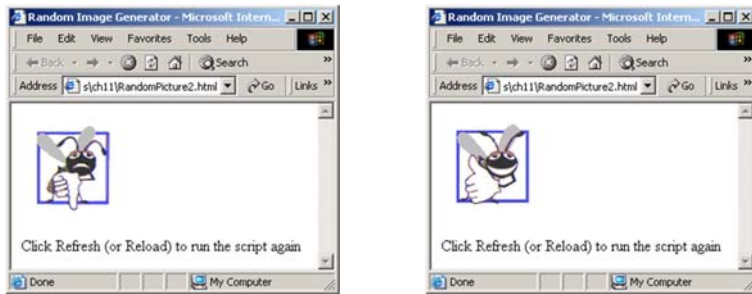 Random Image Generator - Microsoft Intern...
File Edit View Favorites Tools Help
Back Search »
Address s\ch11\RandomPicture2.html Go Links »
Click Refresh (or Reload) to run the script again
Done My Computer
Random Image Generator - Microsoft Intern...
File Edit View Favorites Tools Help
Back Search »
Address s\ch11\RandomPicture2.html Go Links »
Click Refresh (or Reload) to run the script again
Done My Computer